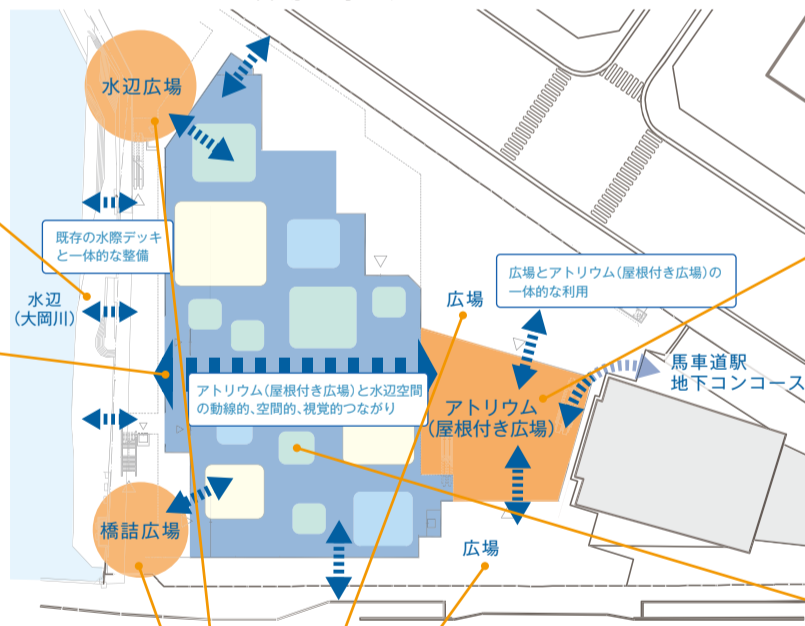 水辺広場
既存の水際デッキ
と一体的な整備
水辺
(大岡川)
広場
広場とアトリウム(屋根付き広場)の
一体的な利用
馬車道駅
地下コンコース
アトリウム(屋根付き広場)と水辺空間
の動線的、空間的、視覚的つながり
アトリウム
(屋根付き広場)
橋詰広場
広場